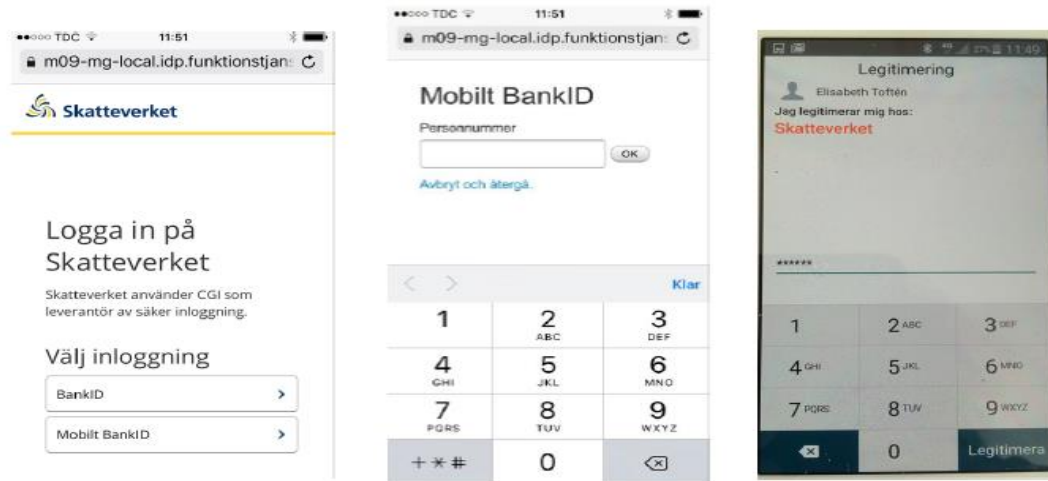 TDC 11:51
m09-mg-local.idp.funktionstjan:
Skatteverket
Logga in på
Skatteverket
Skatteverket använder CGI som
leverantör av säker inloggning.
Välj inloggning
BankID
Mobilt BankID
TDC 11:51
m09-mg-local.idp.funktionstjan:
Mobilt BankID
Personnummer
OK
Avbryt och återgå.
Klar
1 2 3
ABC DEF
4 5 6
GHI JKL MNO
7 8 9
PQRS TUV WXYZ
+ * # 0
4G 27% 11:49
Legitimering
Elisabeth Toftén
Jag legitimerar mig hos:
Skatteverket
******
1 2 ABC 3 DEF
4 GHI 5 JKL 6 MNO
7 PQRS 8 TUV 9 WXYZ
0 Legitimera